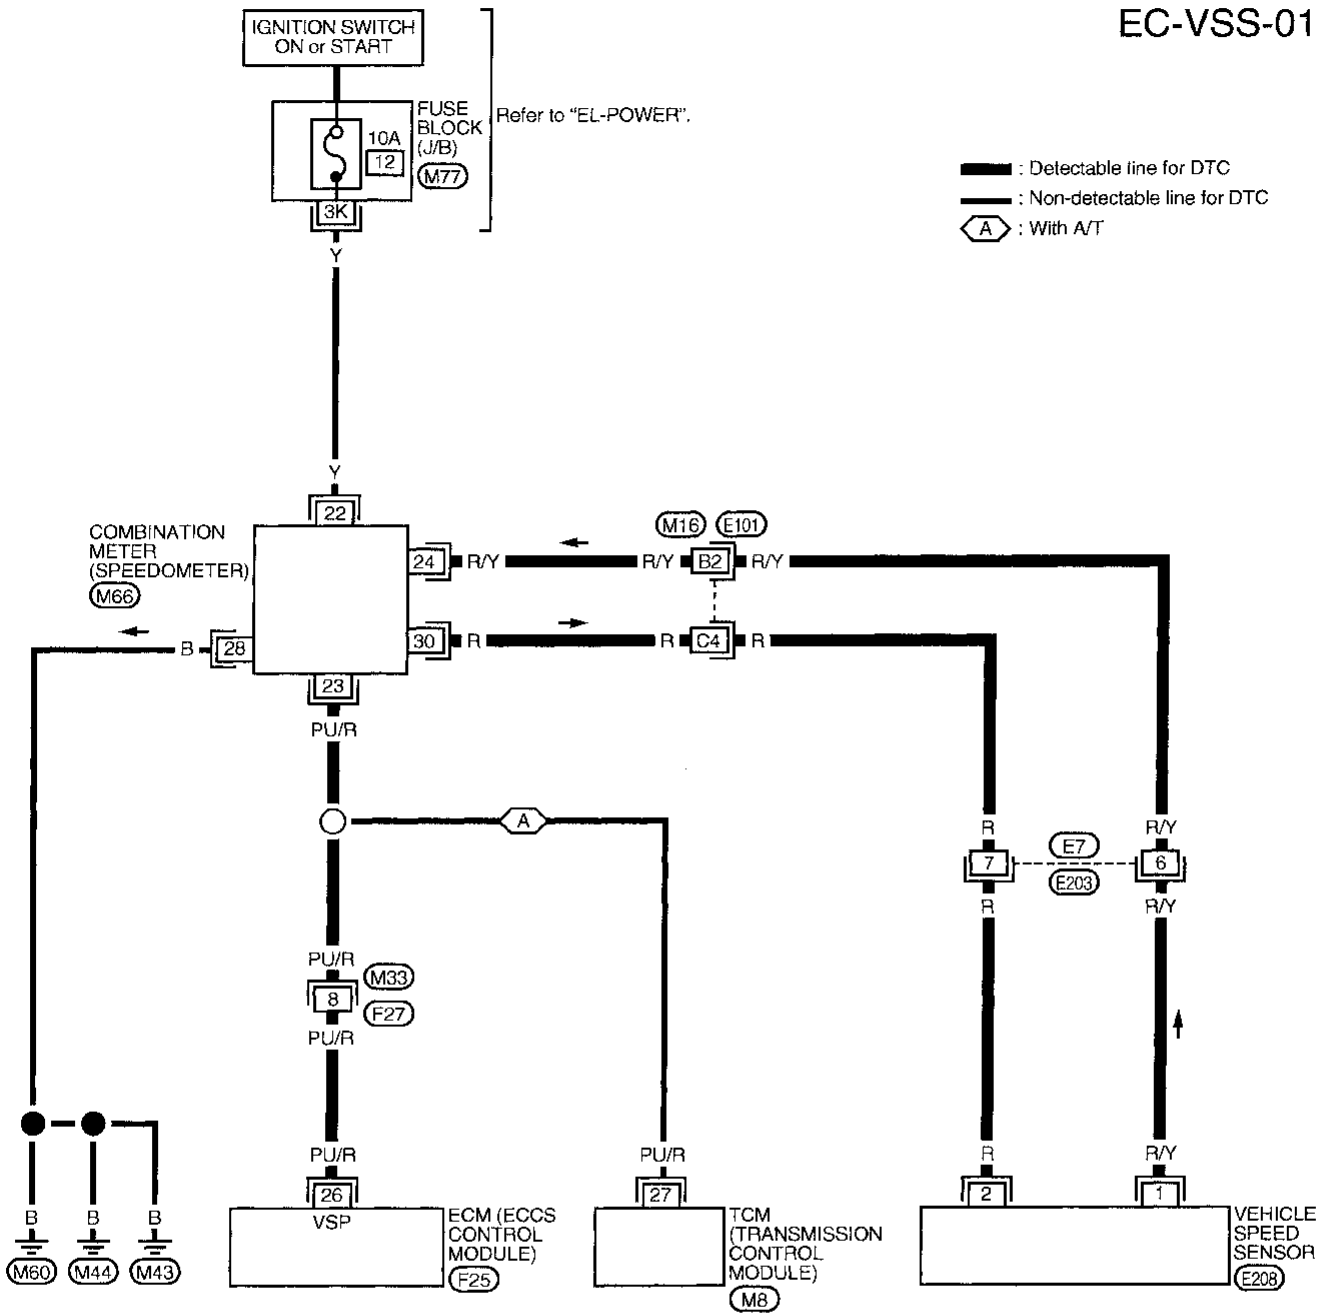 EC-VSS-01
IGNITION SWITCH
ON or START
FUSE
BLOCK
(J/B)
M77
10A
12
3K
Refer to "EL-POWER".
: Detectable line for DTC
: Non-detectable line for DTC
A : With A/T
Y
Y
22
COMBINATION
METER
(SPEEDOMETER)
M66
24 R/Y R/Y B2 R/Y
M16 E101
30 R R C4 R
B 28
23
PU/R
A
R R/Y
7 E7 6
E203
R R/Y
PU/R
M33
8
F27
PU/R
PU/R PU/R R R/Y
26 27 2 1
VSP
ECM (ECCS
CONTROL
MODULE)
F25
TCM
(TRANSMISSION
CONTROL
MODULE)
M8
VEHICLE
SPEED
SENSOR
E208
B B B
M60 M44 M43